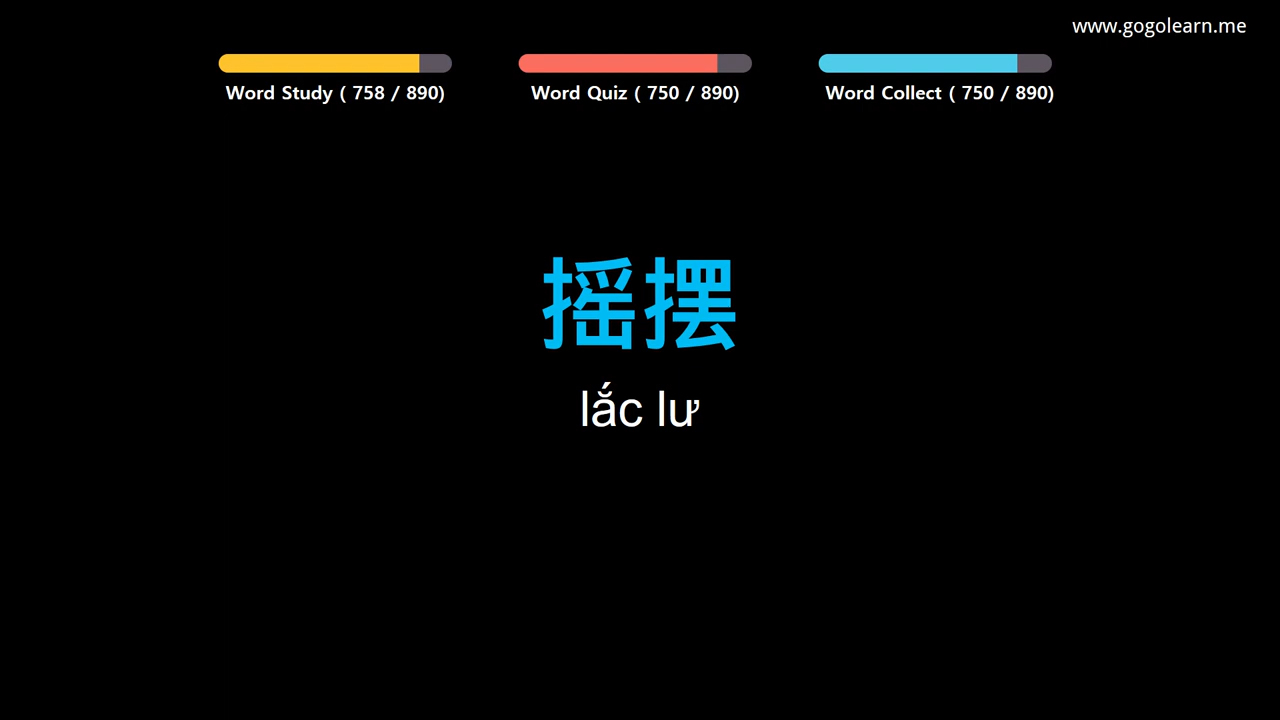 www.gogolearn.me
Word Study ( 758 / 890)
Word Quiz ( 750 / 890)
Word Collect ( 750 / 890)
摇摆
lắc lư